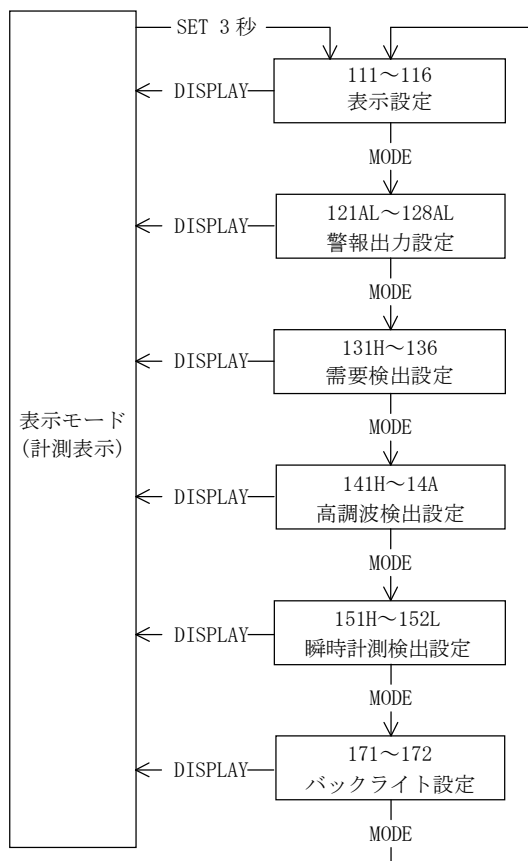 SET 3 秒
111～116
表示設定
DISPLAY
MODE
121AL～128AL
警報出力設定
DISPLAY
MODE
131H～136
需要検出設定
DISPLAY
MODE
表示モード
(計測表示)
141H～14A
高調波検出設定
DISPLAY
MODE
151H～152L
瞬時計測検出設定
DISPLAY
MODE
171～172
バックライト設定
DISPLAY
MODE